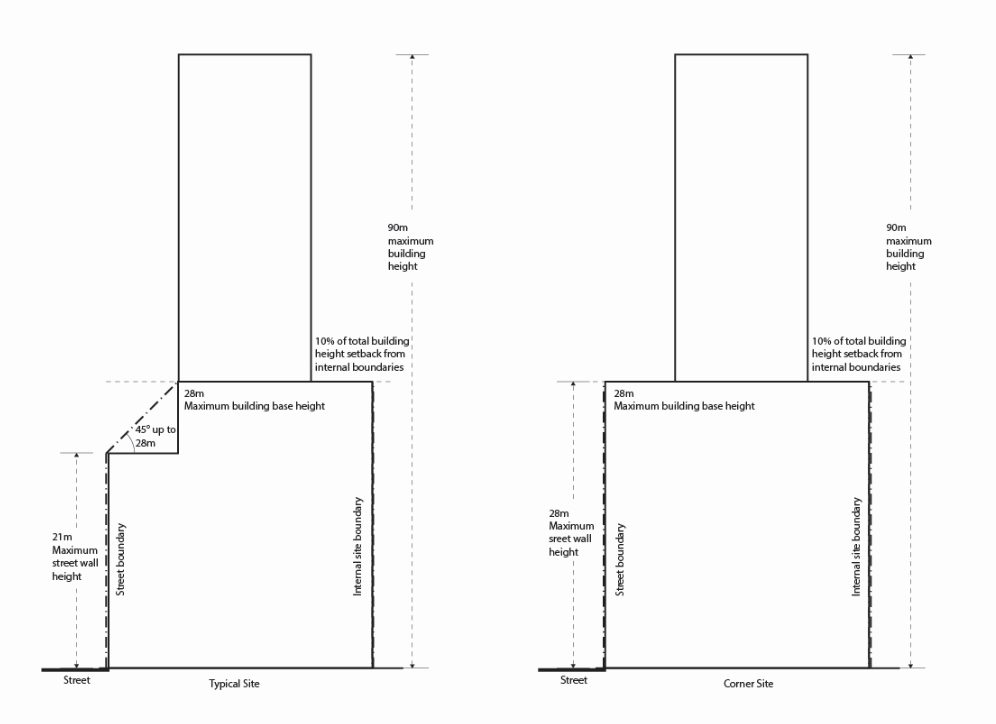 90m
maximum
building
height
10% of total building
height setback from
internal boundaries
28m
Maximum building base height
45° up to
28m
21m
Maximum
street wall
height
Street boundary
Internal site boundary
Street
Typical Site
90m
maximum
building
height
10% of total building
height setback from
internal boundaries
28m
Maximum building base height
28m
Maximum
sreet wall
height
Street boundary
Internal site boundary
Street
Corner Site